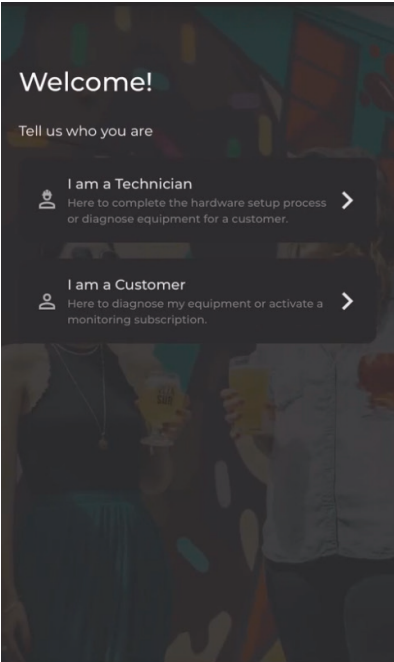 Welcome!
Tell us who you are
I am a Technician
Here to complete the hardware setup process
or diagnose equipment for a customer.
I am a Customer
Here to diagnose my equipment or activate a
monitoring subscription.